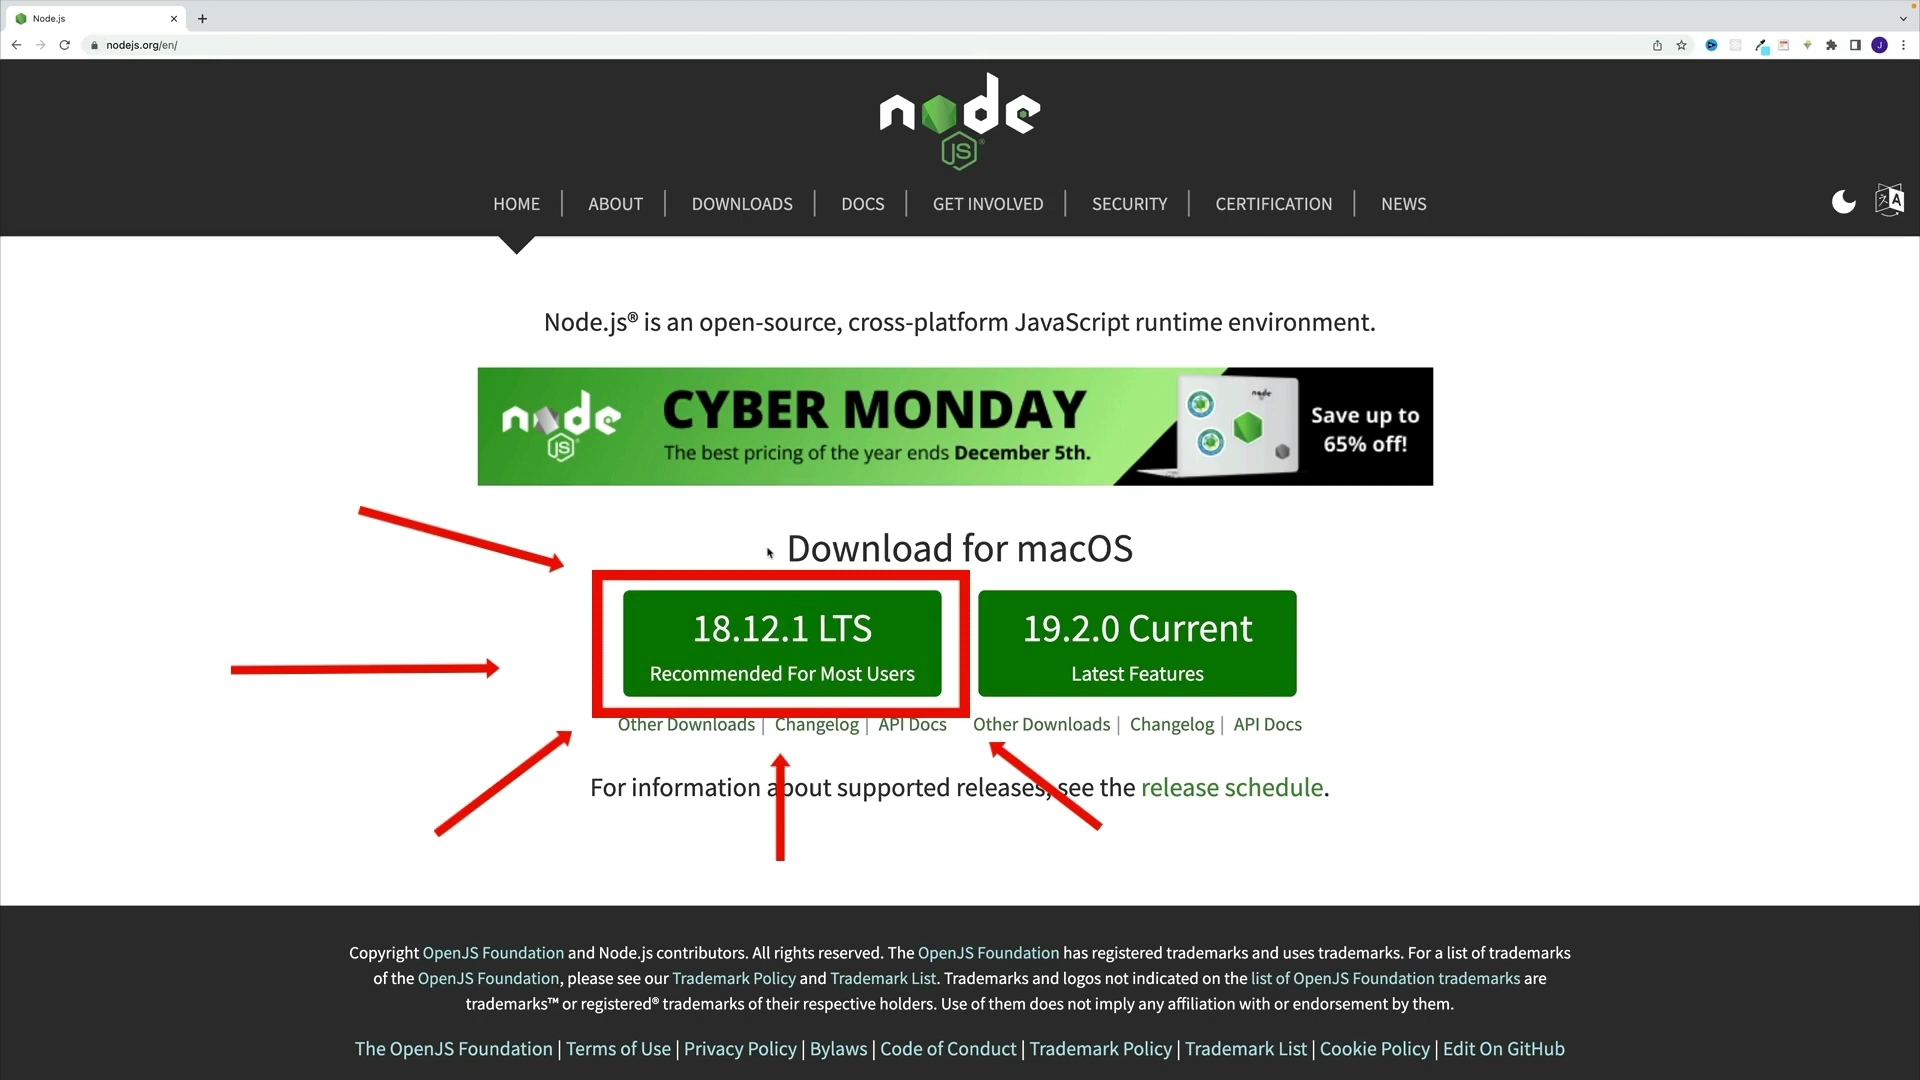 Node.js
nodejs.org/en/
J
node
JS
HOME | ABOUT | DOWNLOADS | DOCS | GET INVOLVED | SECURITY | CERTIFICATION | NEWS
Node.js® is an open-source, cross-platform JavaScript runtime environment.
node
JS
CYBER MONDAY
The best pricing of the year ends December 5th.
node
Save up to
65% off!
Download for macOS
18.12.1 LTS
Recommended For Most Users
19.2.0 Current
Latest Features
Other Downloads | Changelog | API Docs
Other Downloads | Changelog | API Docs
For information about supported releases, see the release schedule.
Copyright OpenJS Foundation and Node.js contributors. All rights reserved. The OpenJS Foundation has registered trademarks and uses trademarks. For a list of trademarks
of the OpenJS Foundation, please see our Trademark Policy and Trademark List. Trademarks and logos not indicated on the list of OpenJS Foundation trademarks are
trademarks™ or registered® trademarks of their respective holders. Use of them does not imply any affiliation with or endorsement by them.
The OpenJS Foundation | Terms of Use | Privacy Policy | Bylaws | Code of Conduct | Trademark Policy | Trademark List | Cookie Policy | Edit On GitHub